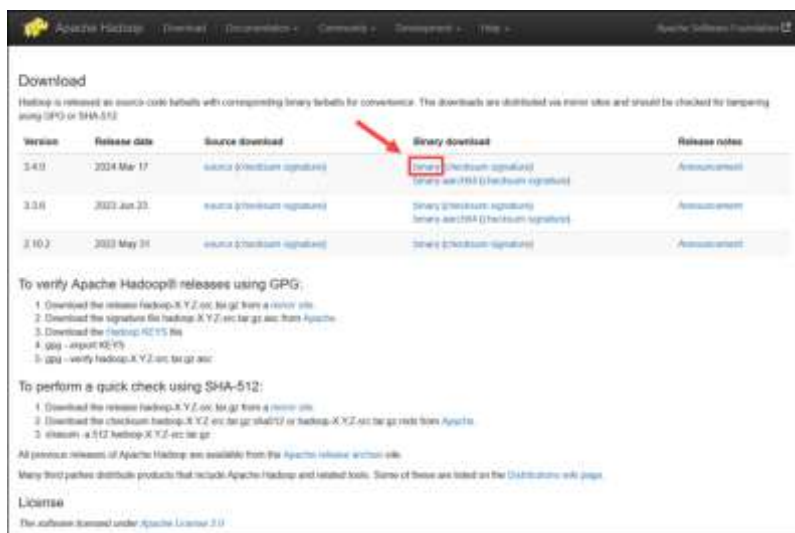 Apache Hadoop Download Documentation Community Development Help Apache Software Foundation
Download
Hadoop is released as source code tarballs with corresponding binary tarballs for convenience. The downloads are distributed via mirror sites and should be checked for tampering
using GPG or SHA-512
Version Release date Source download Binary download Release notes
3.4.0 2024 Mar 17 source (checksum signature) binary (checksum signature) Announcement
binary-aarch64 (checksum signature)
3.3.6 2023 Jun 23 source (checksum signature) binary (checksum signature) Announcement
binary-aarch64 (checksum signature)
2.10.2 2022 May 31 source (checksum signature) binary (checksum signature) Announcement
To verify Apache Hadoop® releases using GPG:
1. Download the release hadoop-X.Y.Z-src.tar.gz from a mirror site.
2. Download the signature file hadoop-X.Y.Z-src.tar.gz.asc from Apache.
3. Download the Hadoop KEYS file.
4. gpg --import KEYS
5. gpg --verify hadoop-X.Y.Z-src.tar.gz.asc
To perform a quick check using SHA-512:
1. Download the release hadoop-X.Y.Z-src.tar.gz from a mirror site.
2. Download the checksum hadoop-X.Y.Z-src.tar.gz.sha512 or hadoop-X.Y.Z-src.tar.gz.mds from Apache.
3. shasum -a 512 hadoop-X.Y.Z-src.tar.gz
All previous releases of Apache Hadoop are available from the Apache release archive site.
Many third parties distribute products that include Apache Hadoop and related tools. Some of these are listed on the Distributions wiki page.
License
The software licensed under Apache License 2.0